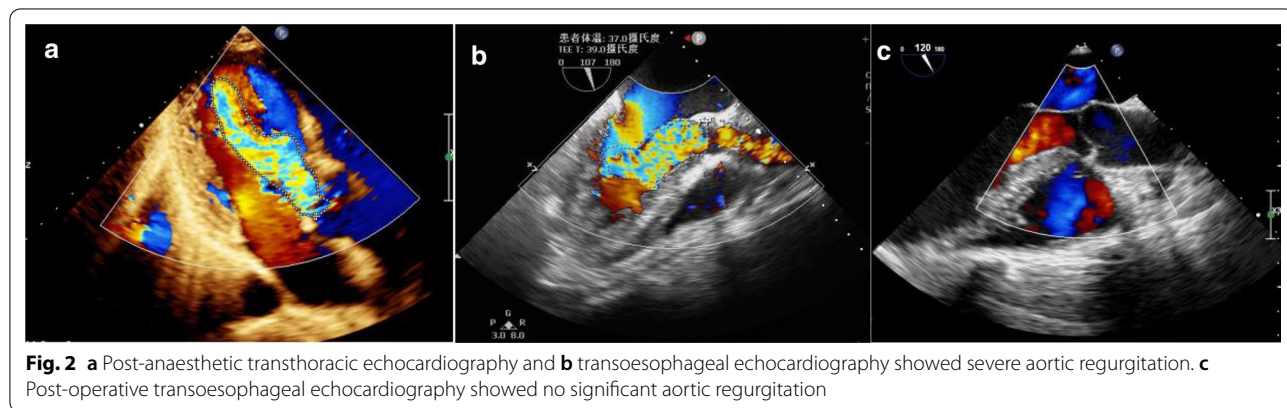 a
b
c
患者体温: 37.0摄氏度
TEE T: 39.0摄氏度
0 107 180
0 120 180
P
P
P
G
P R
3.0 8.0
Fig. 2 a Post-anaesthetic transthoracic echocardiography and b transoesophageal echocardiography showed severe aortic regurgitation. c
Post-operative transoesophageal echocardiography showed no significant aortic regurgitation